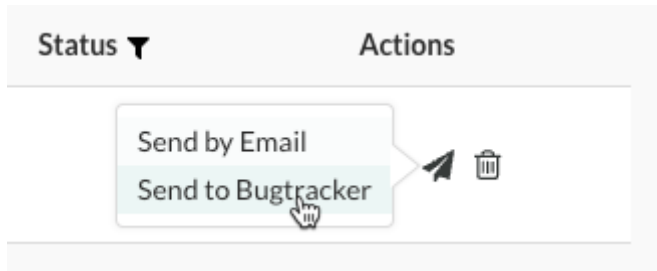 Status Actions
Send by Email
Send to Bugtracker